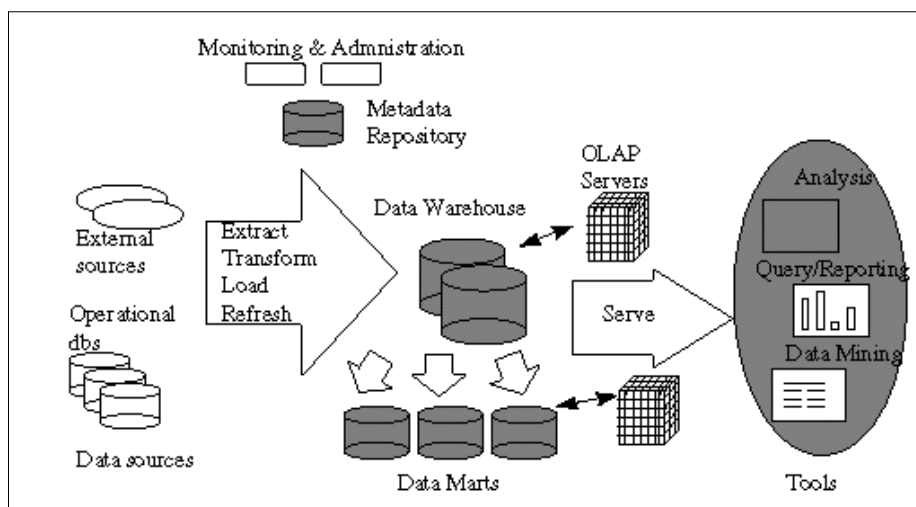 Monitoring & Admnistration
Metadata
Repository
OLAP
Servers
Analysis
Data Warehouse
External
sources
Extract
Transform
Load
Refresh
Query/Reporting
Operational
dbs
Serve
Data Mining
Data sources
Data Marts
Tools